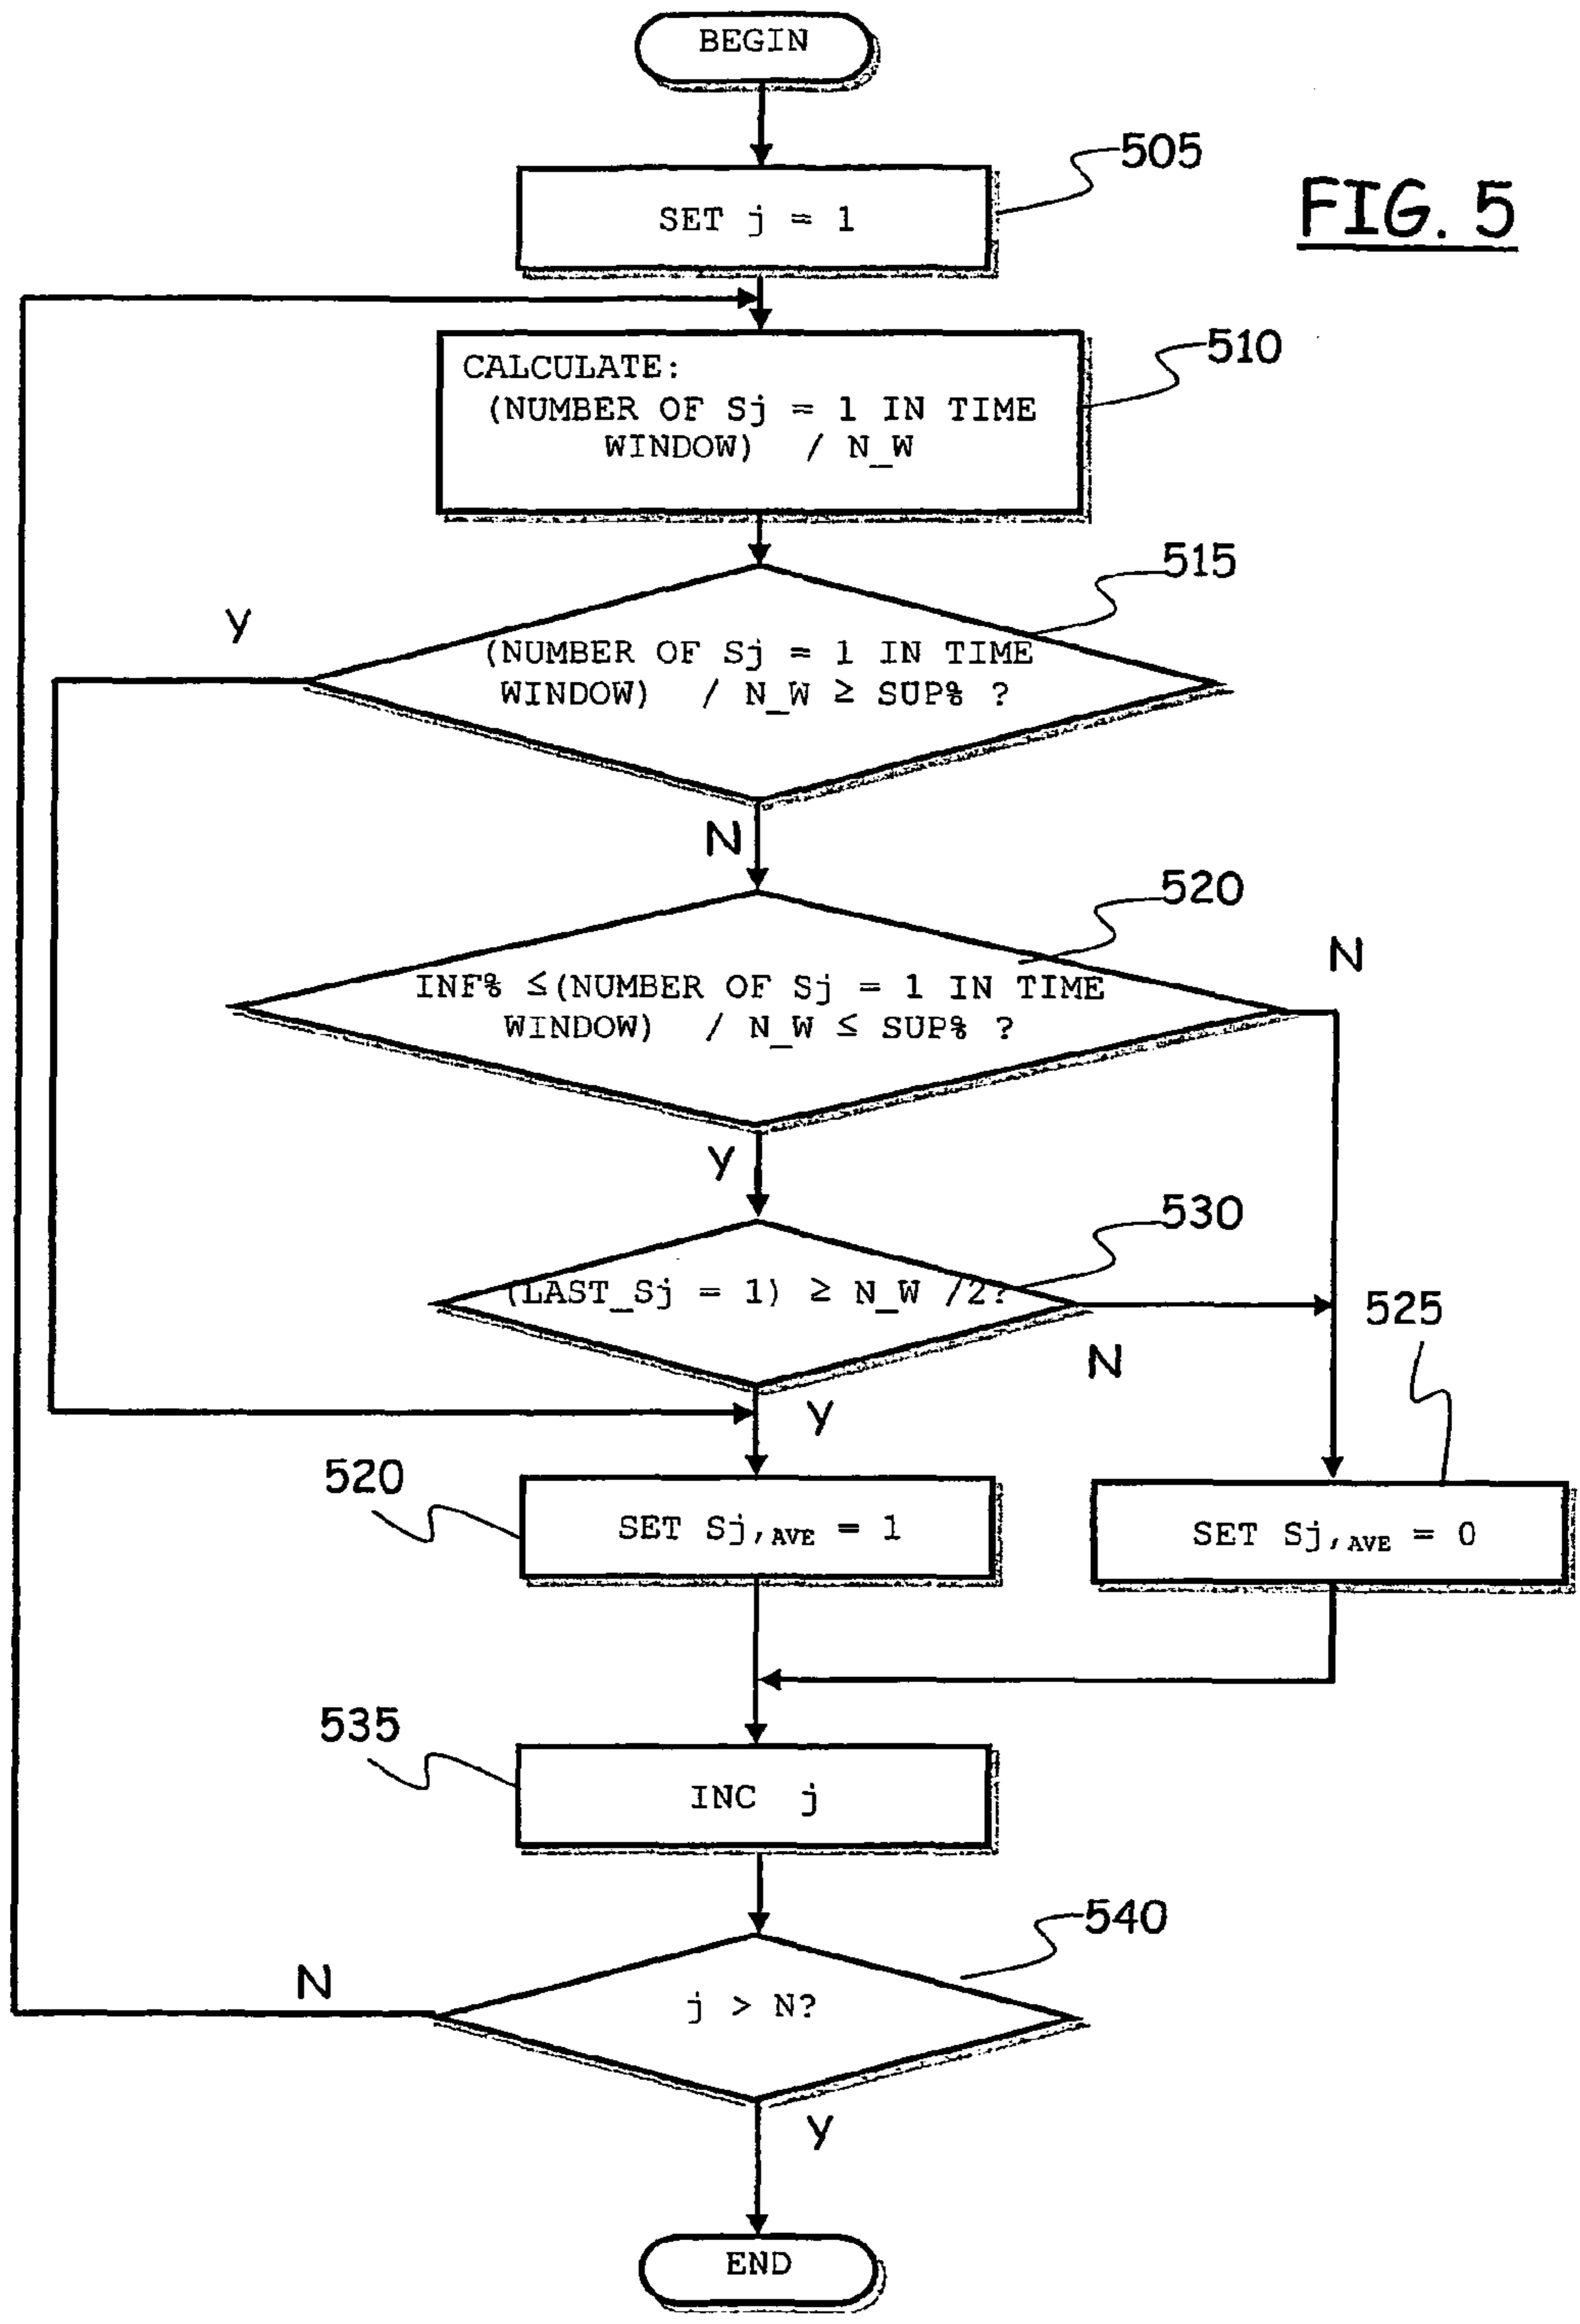 BEGIN
505
SET j = 1
FIG. 5
510
CALCULATE:
(NUMBER OF Sj = 1 IN TIME
WINDOW) / N_W
515
Y
(NUMBER OF Sj = 1 IN TIME
WINDOW) / N_W ≥ SUP% ?
N
520
N
INF% ≤(NUMBER OF Sj = 1 IN TIME
WINDOW) / N_W ≤ SUP% ?
Y
530
(LAST_Sj = 1) ≥ N_W /2?
525
N
Y
520
SET Sj,AVE = 1
SET Sj,AVE = 0
535
INC j
540
N
j > N?
Y
END